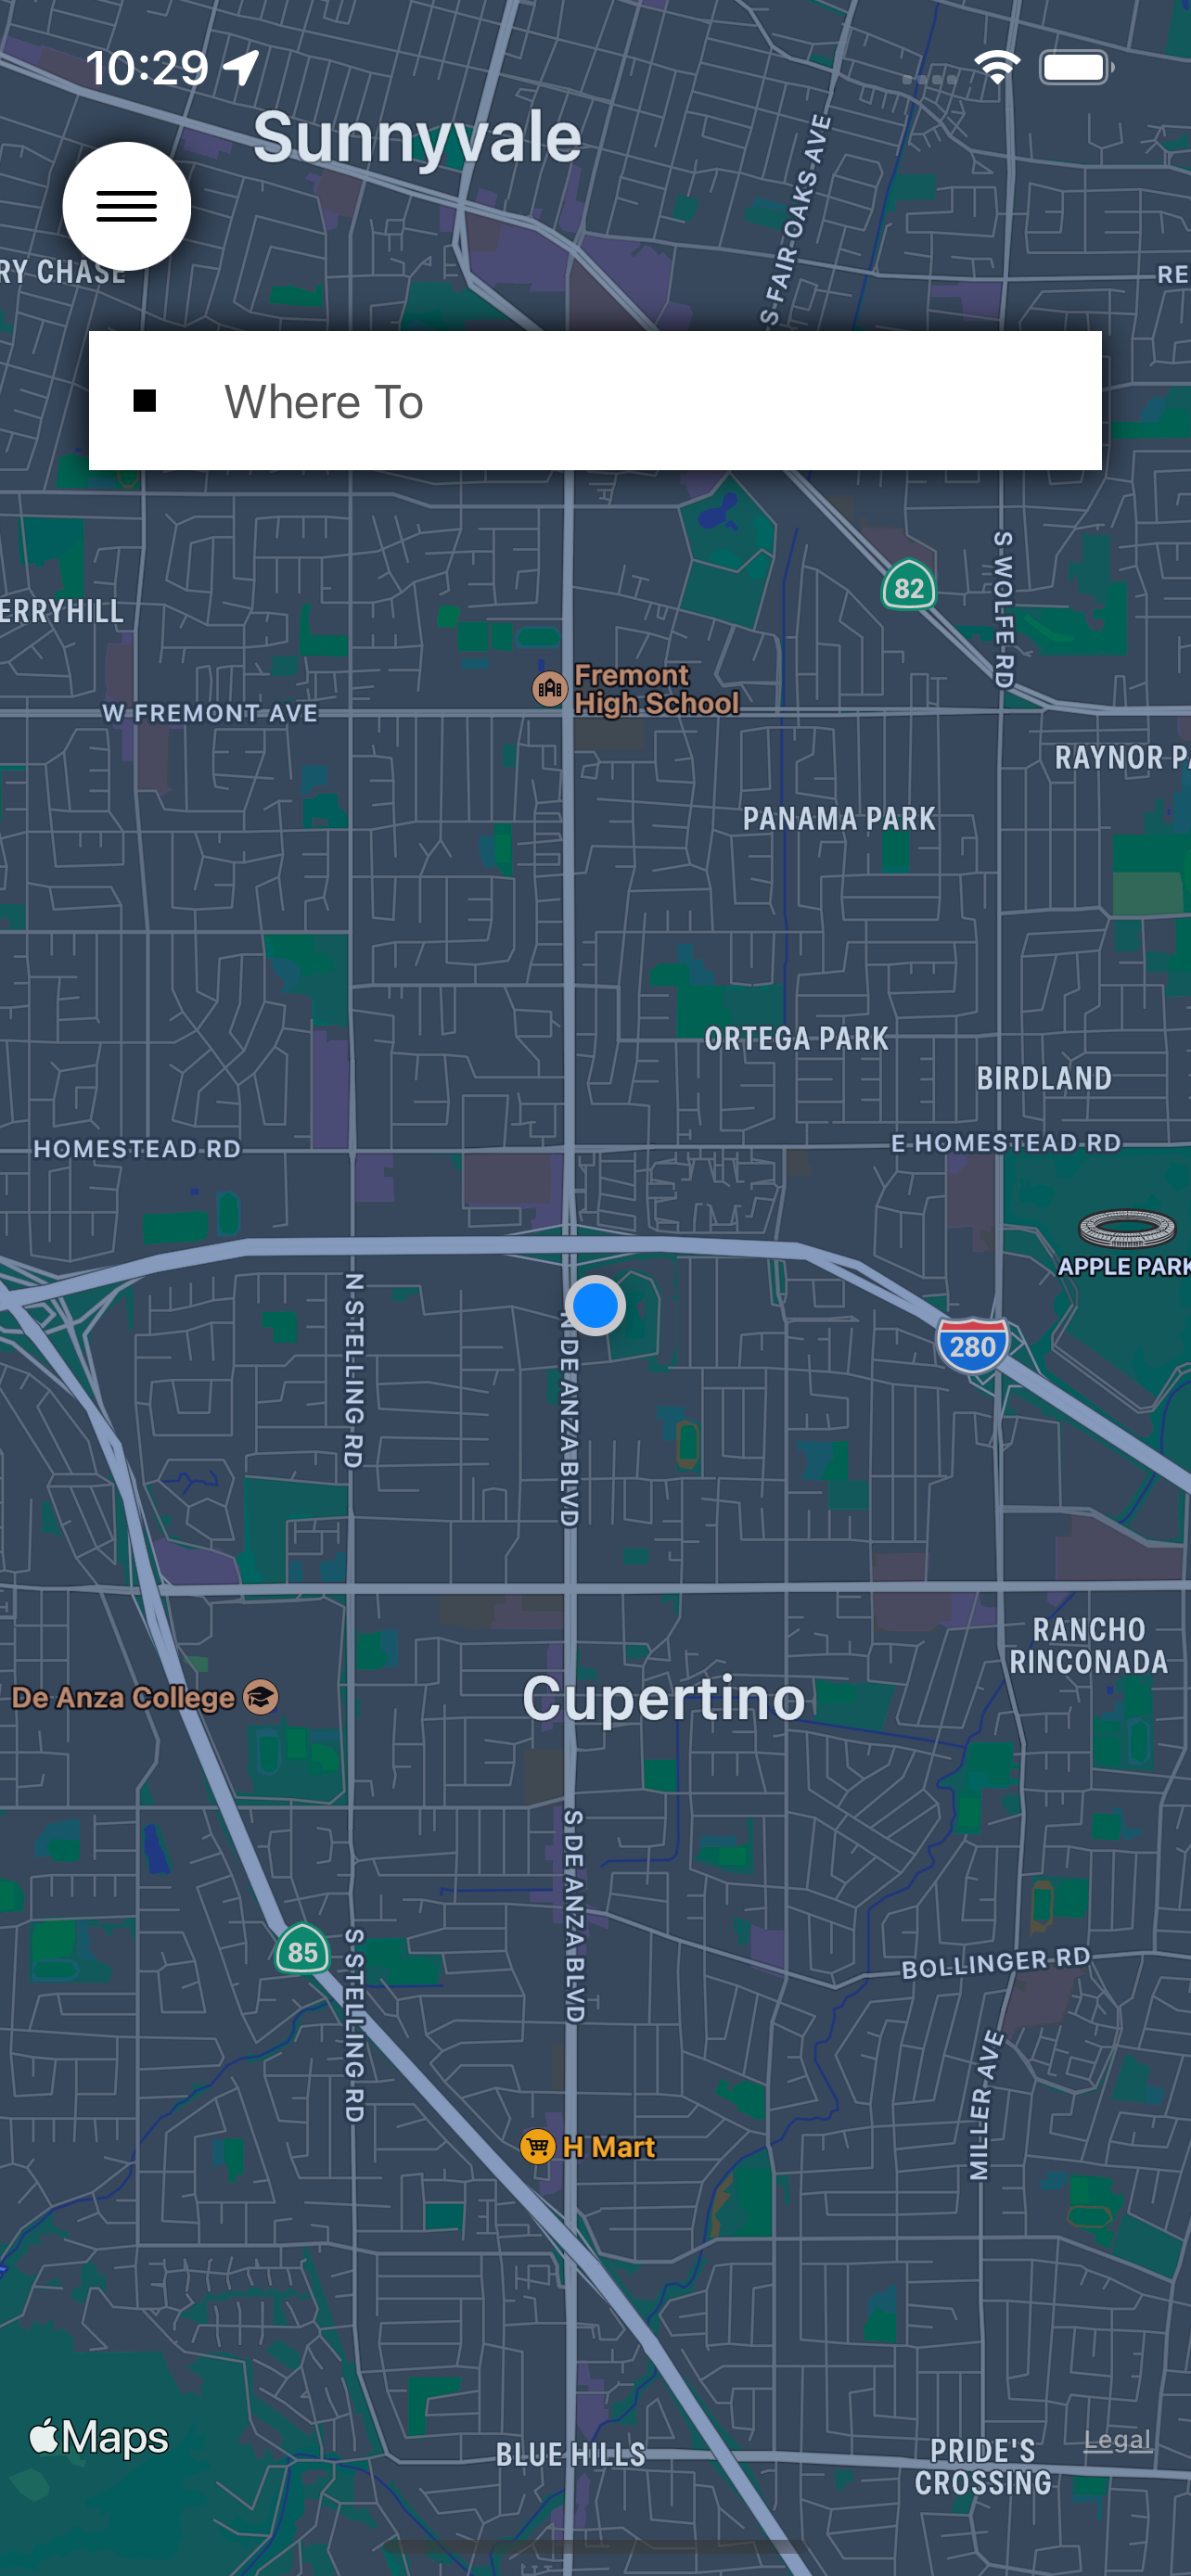 10:29
Sunnyvale
S FAIR OAKS AVE
RY CHASE
RE
Where To
82
S WOLFE RD
ERRYHILL
Fremont
High School
W FREMONT AVE
RAYNOR PA
PANAMA PARK
ORTEGA PARK
BIRDLAND
HOMESTEAD RD
E HOMESTEAD RD
APPLE PARK
N STELLING RD
N DE ANZA BLVD
280
RANCHO
RINCONADA
De Anza College
Cupertino
S DE ANZA BLVD
85
S STELLING RD
BOLLINGER RD
MILLER AVE
H Mart
Maps
Legal
BLUE HILLS
PRIDE'S
CROSSING